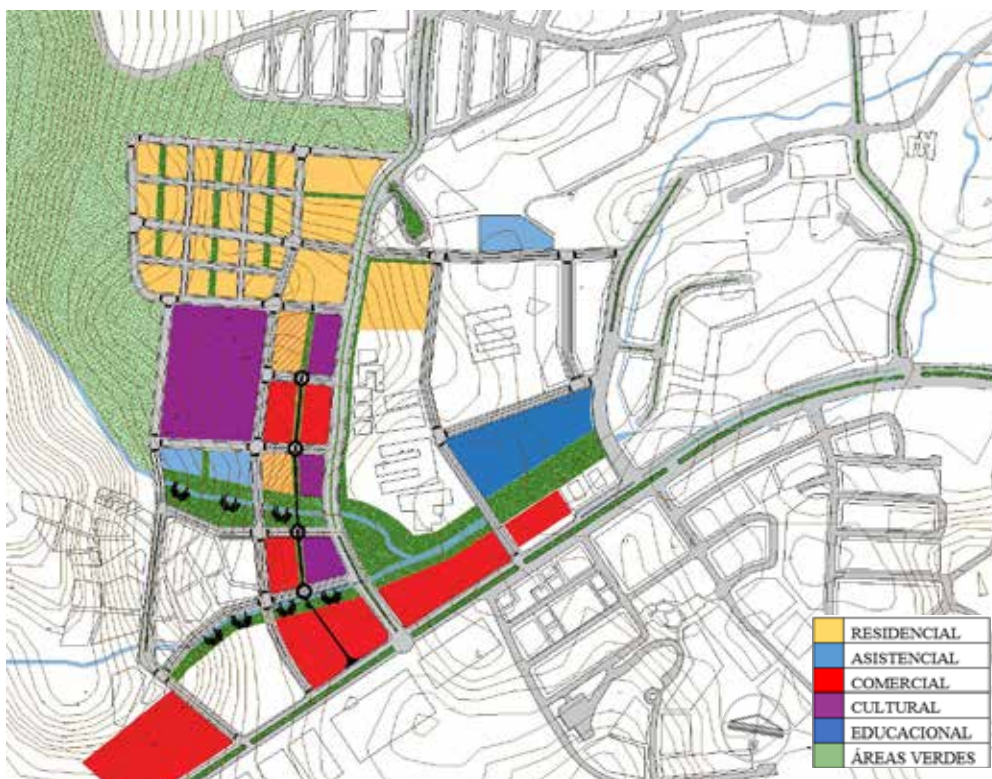 RESIDENCIAL
ASISTENCIAL
COMERCIAL
CULTURAL
EDUCACIONAL
ÁREAS VERDES